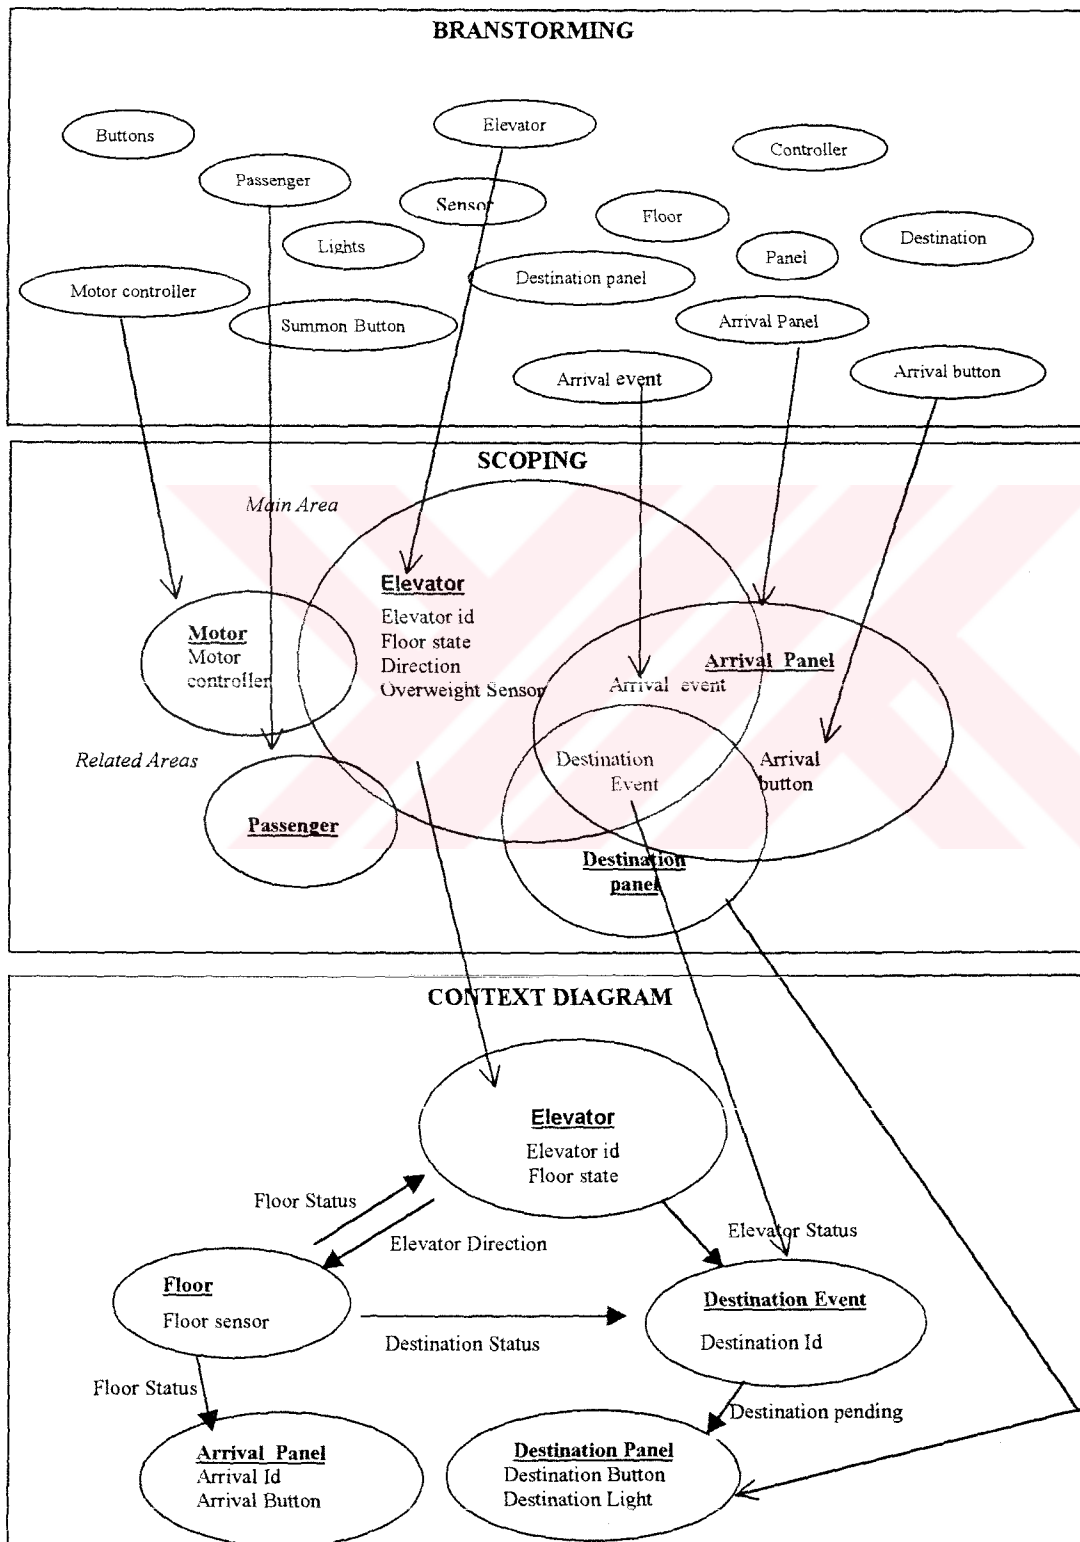 BRANSTORMING
Elevator
Buttons
Controller
Passenger
Sensor
Floor
Destination
Lights
Panel
Destination panel
Motor controller
Summon Button
Arrival Panel
Arrival event
Arrival button
SCOPING
Main Area
Elevator
Elevator id
Floor state
Direction
Overweight Sensor
Motor
Motor
controller
Arrival Panel
Arrival event
Related Areas
Destination
Event
Arrival
button
Passenger
Destination
panel
CONTEXT DIAGRAM
Elevator
Elevator id
Floor state
Floor Status
Elevator Direction
Elevator Status
Floor
Floor sensor
Destination Event
Destination Id
Destination Status
Floor Status
Destination pending
Arrival Panel
Arrival Id
Arrival Button
Destination Panel
Destination Button
Destination Light